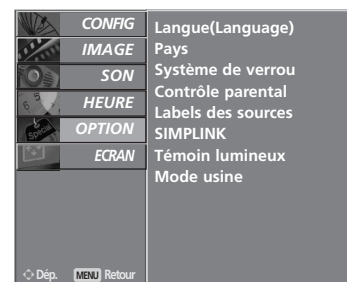 CONFIG
IMAGE
SON
HEURE
OPTION
ECRAN
Langue(Language)
Pays
Système de verrou
Contrôle parental
Labels des sources
SIMPLINK
Témoin lumineux
Mode usine
Dép. MENU Retour